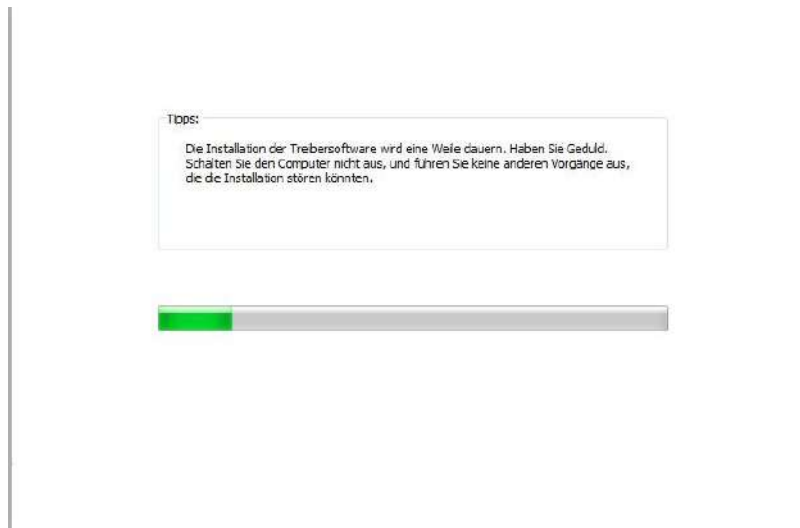 Tipps:
Die Installation der Treibersoftware wird eine Weile dauern. Haben Sie Geduld.
Schalten Sie den Computer nicht aus, und führen Sie keine anderen Vorgänge aus,
die die Installation stören könnten.